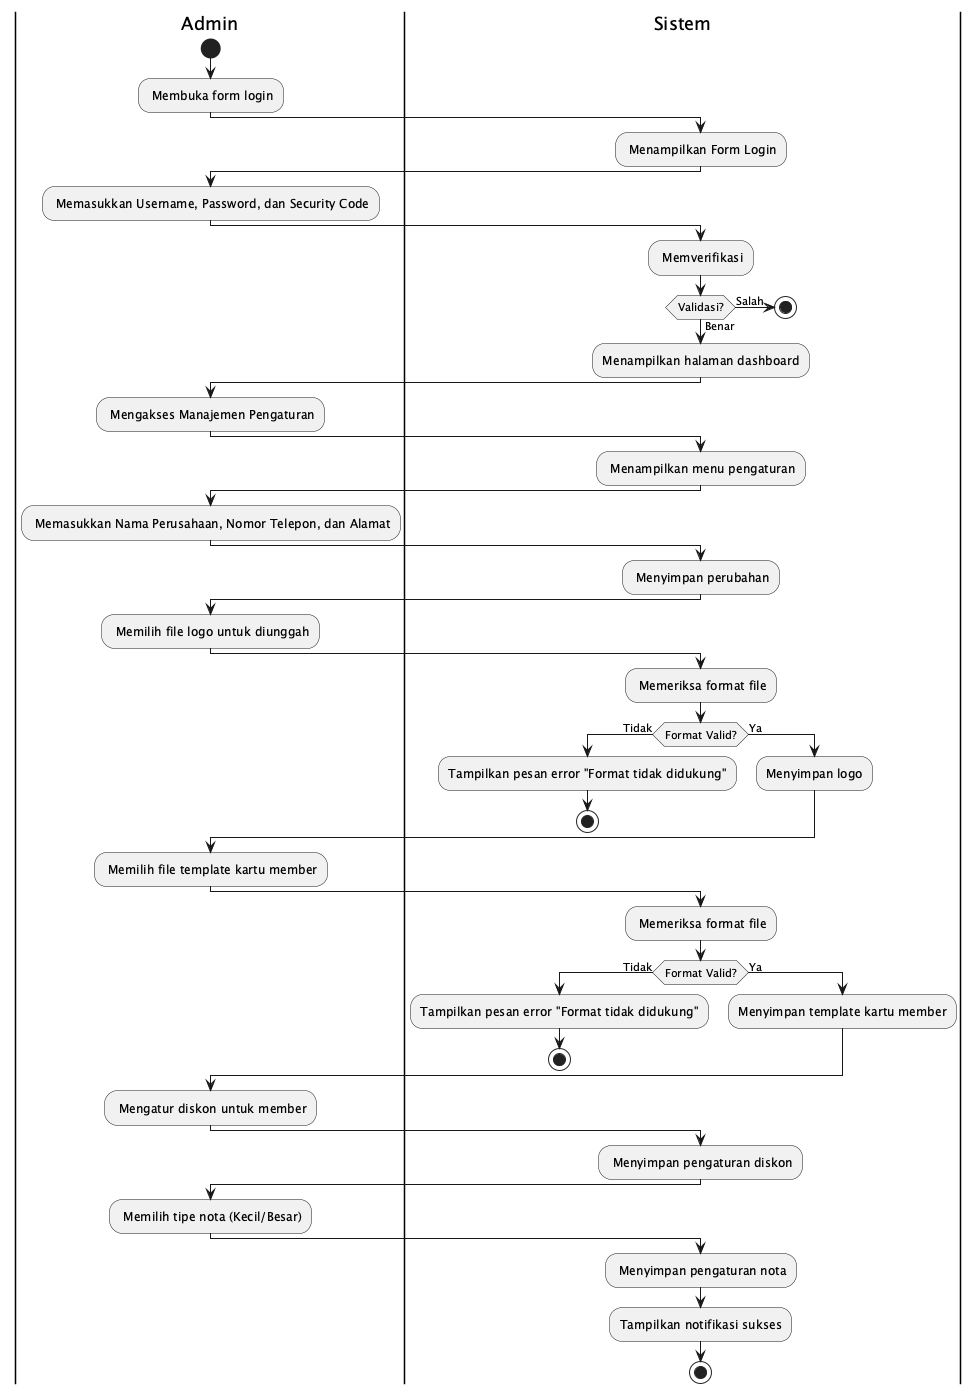 Admin
Sistem
Membuka form login
Menampilkan Form Login
Memasukkan Username, Password, dan Security Code
Memverifikasi
Validasi?
Salah
Benar
Menampilkan halaman dashboard
Mengakses Manajemen Pengaturan
Menampilkan menu pengaturan
Memasukkan Nama Perusahaan, Nomor Telepon, dan Alamat
Menyimpan perubahan
Memilih file logo untuk diunggah
Memeriksa format file
Tidak
Format Valid?
Ya
Tampilkan pesan error "Format tidak didukung"
Menyimpan logo
Memilih file template kartu member
Memeriksa format file
Tidak
Format Valid?
Ya
Tampilkan pesan error "Format tidak didukung"
Menyimpan template kartu member
Mengatur diskon untuk member
Menyimpan pengaturan diskon
Memilih tipe nota (Kecil/Besar)
Menyimpan pengaturan nota
Tampilkan notifikasi sukses